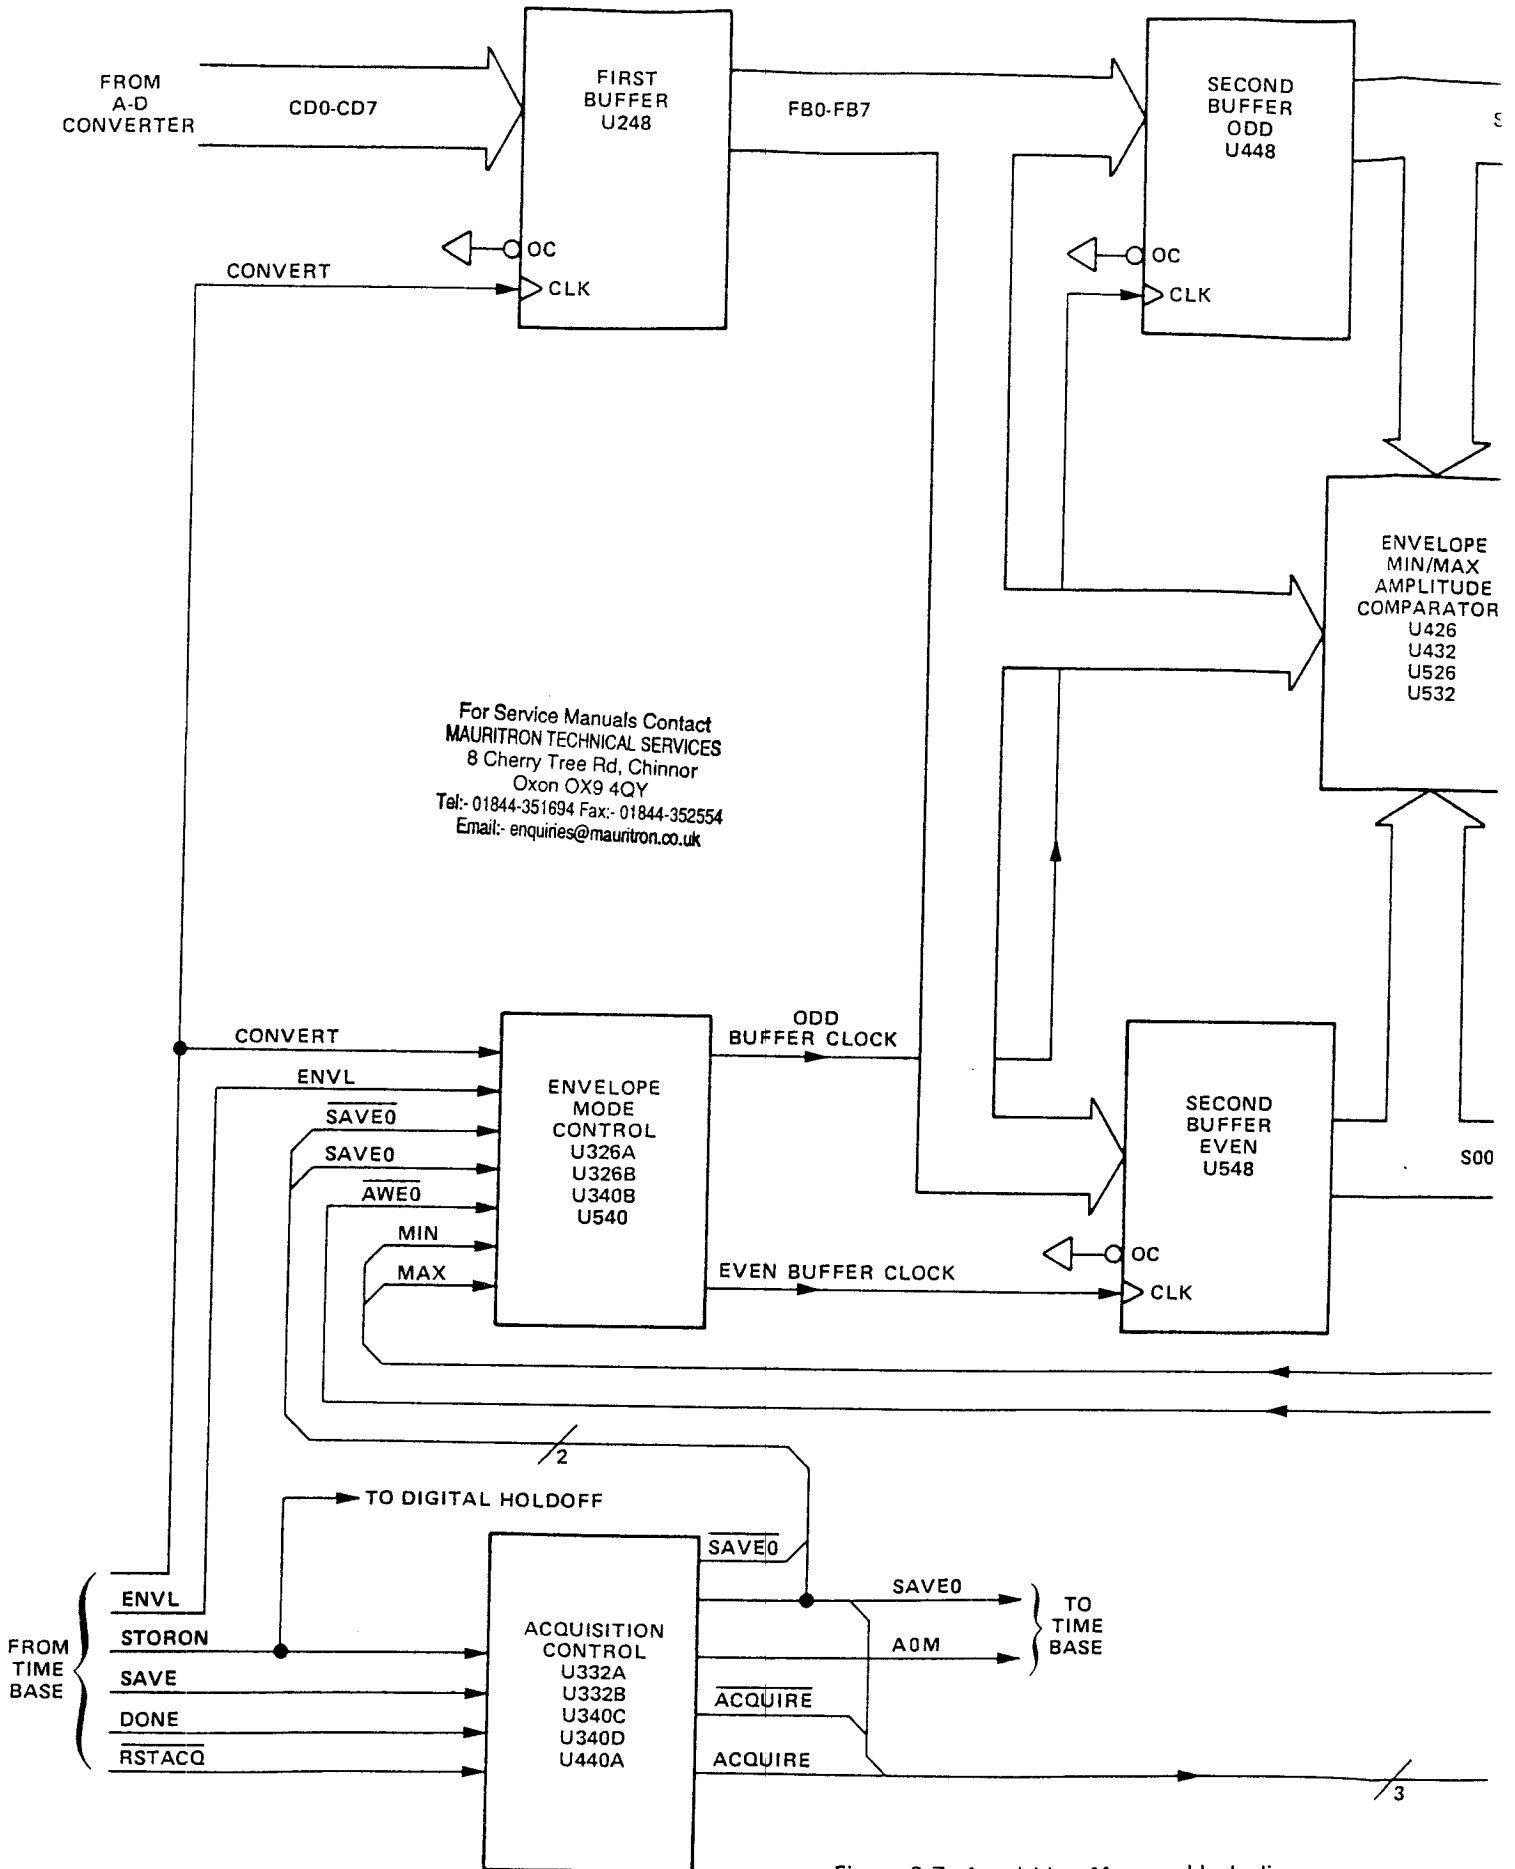 FROM
A-D
CONVERTER
CD0-CD7
FIRST
BUFFER
U248
FB0-FB7
SECOND
BUFFER
ODD
U448
S
OC
CLK
CONVERT
OC
CLK
ENVELOPE
MIN/MAX
AMPLITUDE
COMPARATOR
U426
U432
U526
U532
For Service Manuals Contact
MAURITRON TECHNICAL SERVICES
8 Cherry Tree Rd, Chinnor
Oxon OX9 4QY
Tel:- 01844-351694 Fax:- 01844-352554
Email:- enquiries@mauritron.co.uk
CONVERT
ENVL
S̅A̅V̅E̅0̅
SAVE0
A̅W̅E̅0̅
MIN
MAX
ENVELOPE
MODE
CONTROL
U326A
U326B
U340B
U540
ODD
BUFFER CLOCK
EVEN BUFFER CLOCK
SECOND
BUFFER
EVEN
U548
OC
CLK
S00
2
TO DIGITAL HOLDOFF
FROM
TIME
BASE
ENVL
STORON
SAVE
DONE
R̅S̅T̅A̅C̅Q̅
ACQUISITION
CONTROL
U332A
U332B
U340C
U340D
U440A
S̅A̅V̅E̅0̅
SAVE0
A0M
A̅C̅Q̅U̅I̅R̅E̅
ACQUIRE
TO
TIME
BASE
3